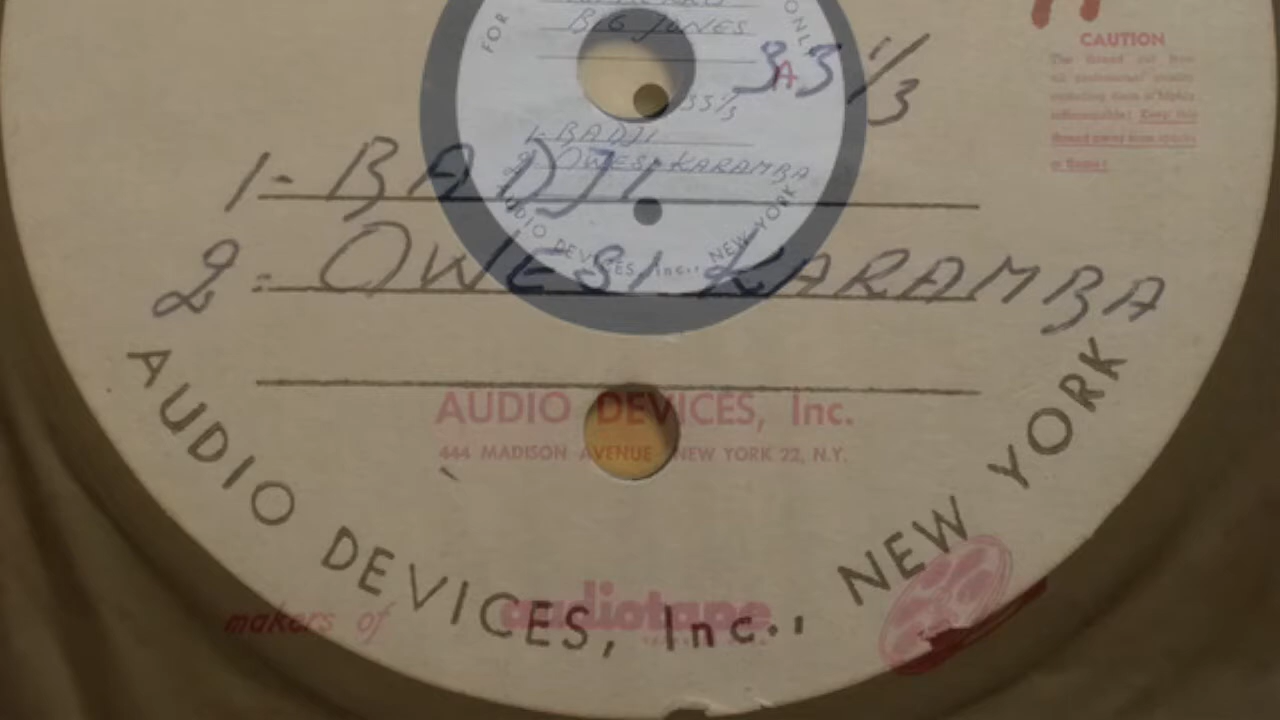 FOR
ONL
BIG JONES
33 1/3
A
CAUTION
33 1/3
1- BADJI
2- OWESI KARAMBA
1- BADJI
2- OWESI KARAMBA
AUDIO DEVICES, Inc., NEW YORK
AUDIO DEVICES, Inc.
444 MADISON AVENUE NEW YORK 22, N.Y.
AUDIO DEVICES, Inc., NEW YORK
makers of audiotape